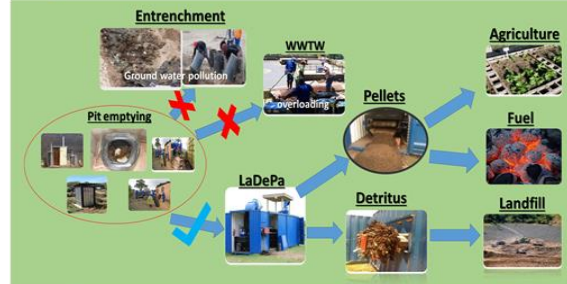 Entrenchment
Ground water pollution
WWTW
overloading
Pit emptying
LaDePa
Pellets
Detritus
Agriculture
Fuel
Landfill